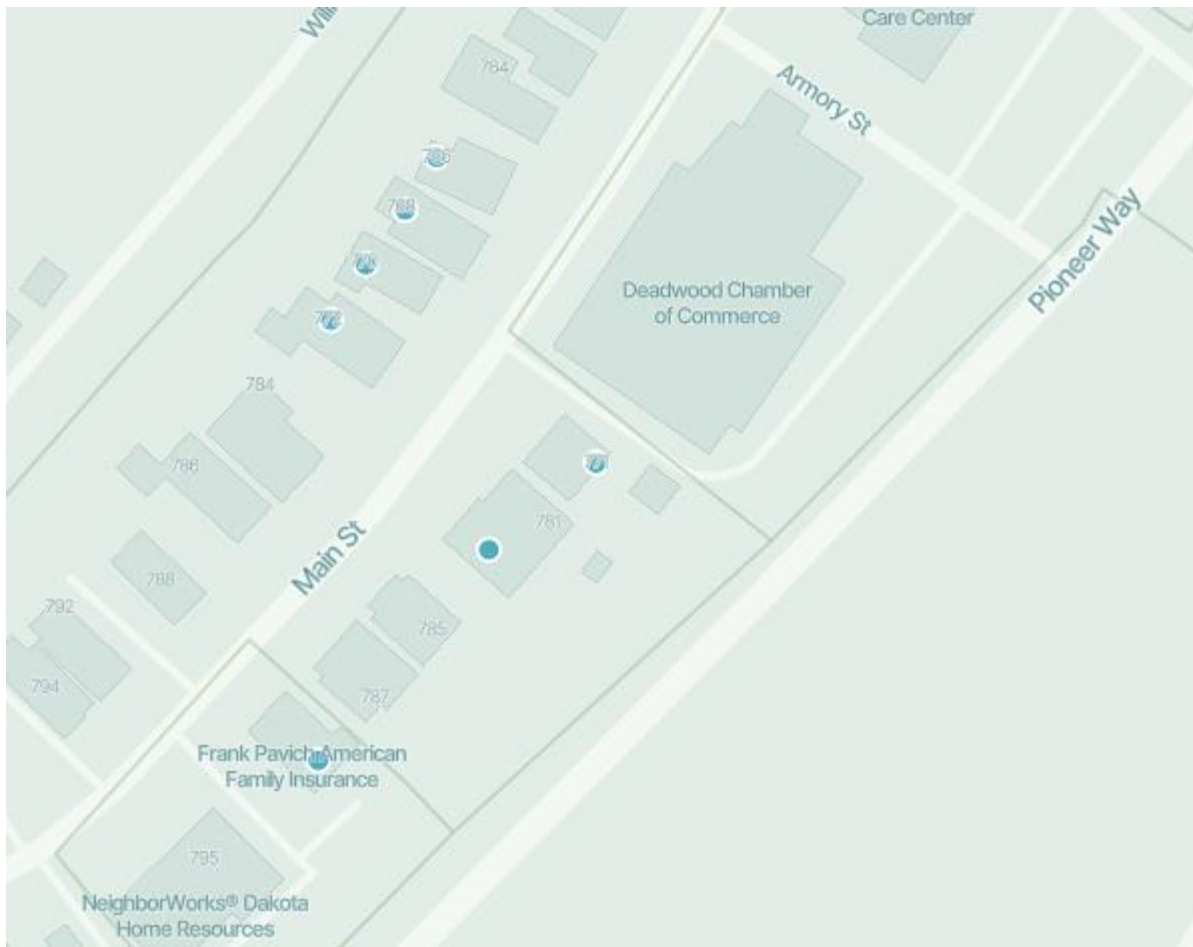 Care Center
784
Armory St
788
Pioneer Way
Deadwood Chamber
of Commerce
784
786
781
Main St
788
792
785
794
787
Frank Pavich-American
Family Insurance
795
NeighborWorks® Dakota
Home Resources